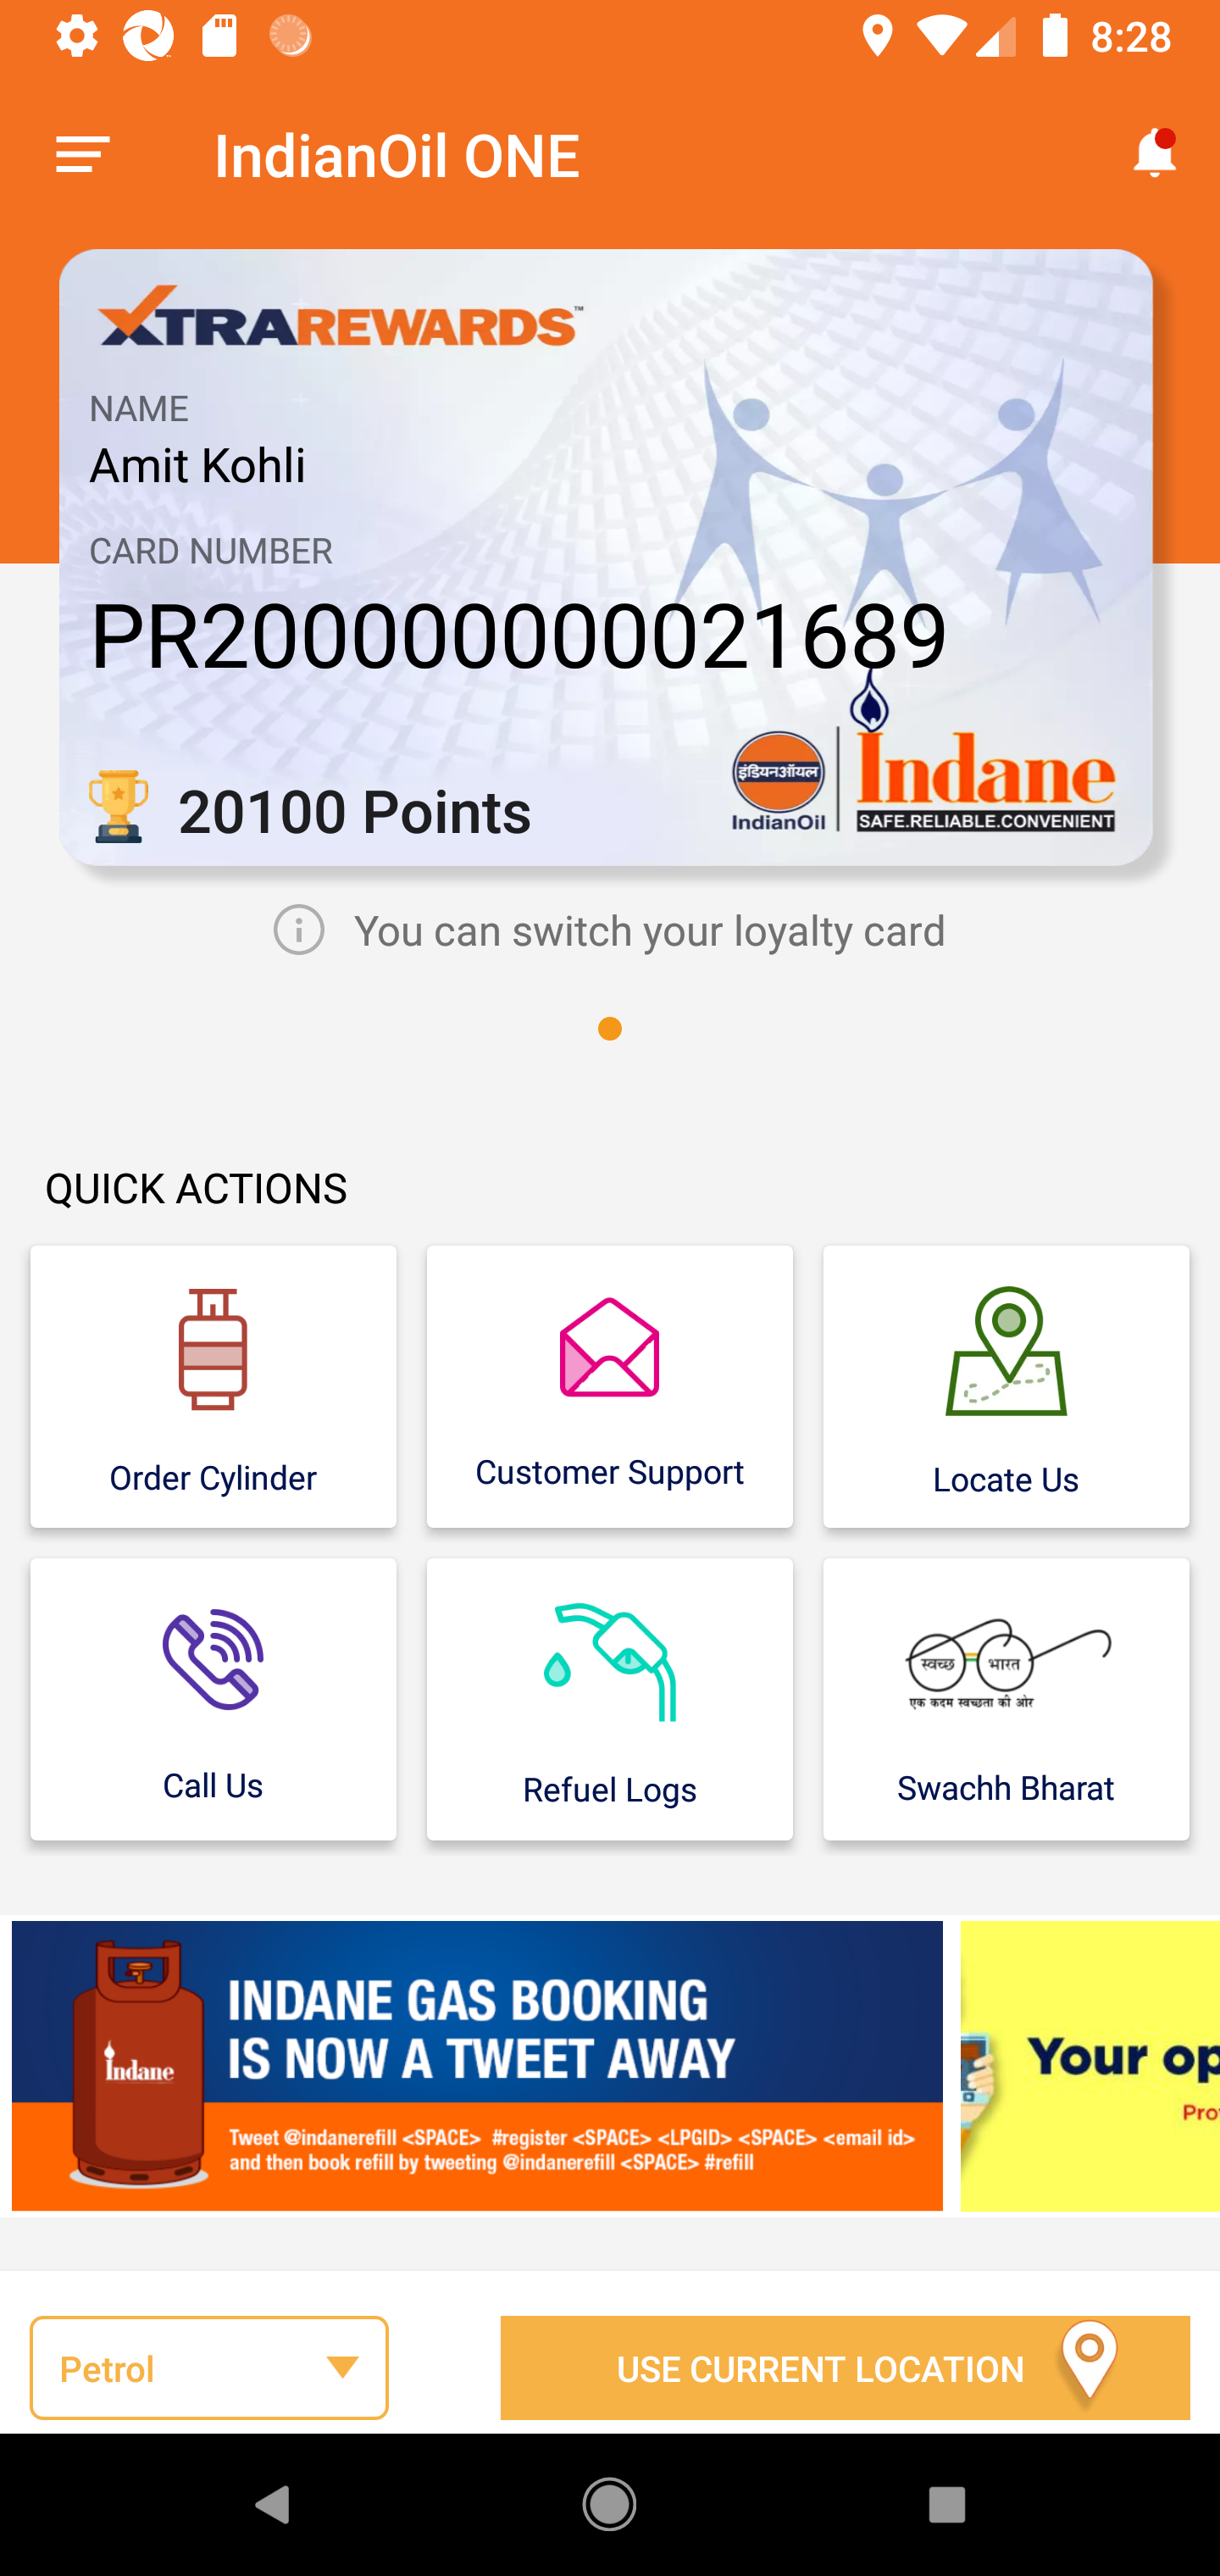 8:28
IndianOil ONE
XTRAREWARDS™
NAME
Amit Kohli
CARD NUMBER
PR200000000021689
20100 Points
इंडियनऑयल
IndianOil
Indane
SAFE.RELIABLE.CONVENIENT
You can switch your loyalty card
QUICK ACTIONS
Order Cylinder
Customer Support
Locate Us
स्वच्छ भारत
एक कदम स्वच्छता की ओर
Call Us
Refuel Logs
Swachh Bharat
Indane
INDANE GAS BOOKING
IS NOW A TWEET AWAY
Tweet @indanerefill <SPACE> #register <SPACE> <LPGID> <SPACE> <email id>
and then book refill by tweeting @indanerefill <SPACE> #refill
Your op
Pro
Petrol
USE CURRENT LOCATION